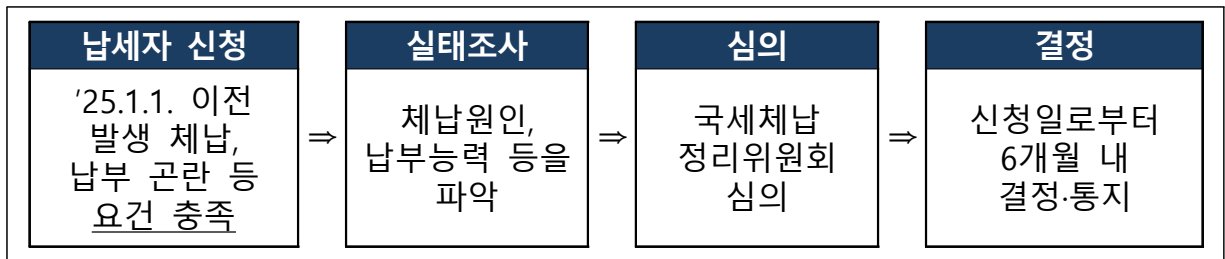 납세자 신청
'25.1.1. 이전
발생 체납,
납부 곤란 등
요건 충족
⇒
실태조사
체납원인,
납부능력 등을
파악
⇒
심의
국세체납
정리위원회
심의
⇒
결정
신청일로부터
6개월 내
결정·통지